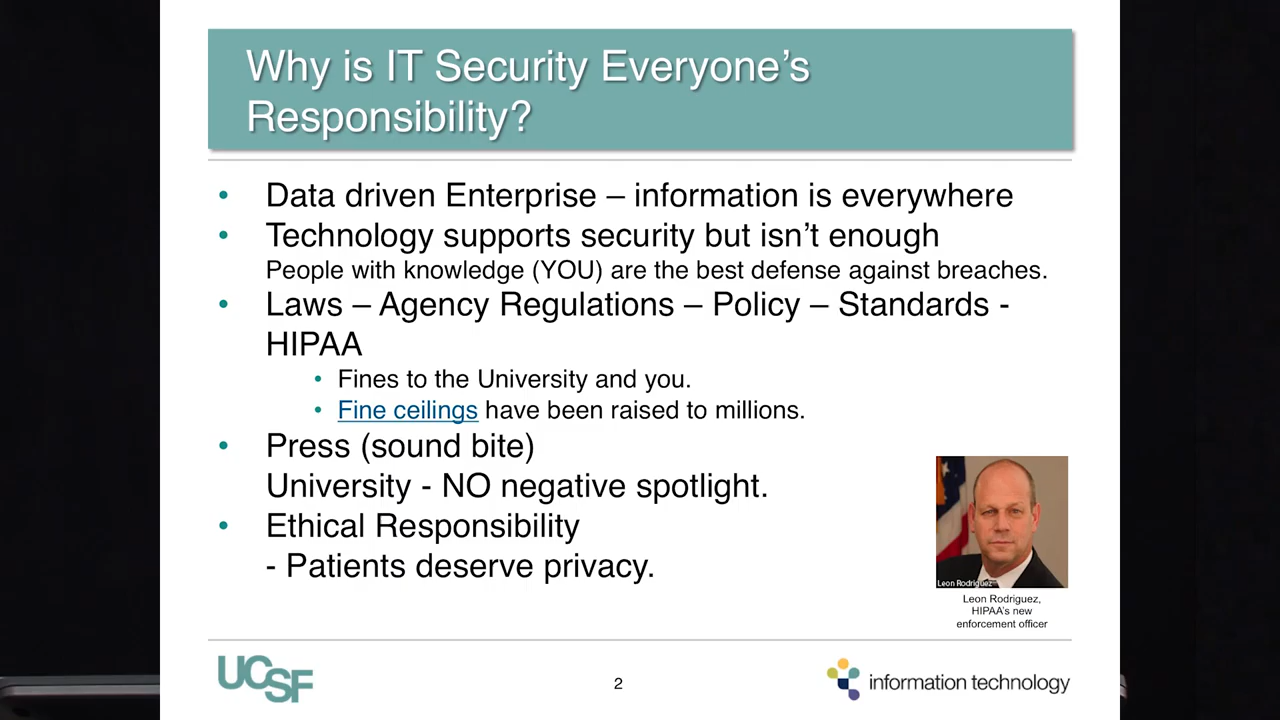 Why is IT Security Everyone’s
Responsibility?
• Data driven Enterprise – information is everywhere
• Technology supports security but isn’t enough
People with knowledge (YOU) are the best defense against breaches.
• Laws – Agency Regulations – Policy – Standards -
HIPAA
• Fines to the University and you.
• Fine ceilings have been raised to millions.
• Press (sound bite)
University - NO negative spotlight.
• Ethical Responsibility
- Patients deserve privacy.
Leon Rodriguez
Leon Rodriguez,
HIPAA’s new
enforcement officer
UCSF
2
information technology